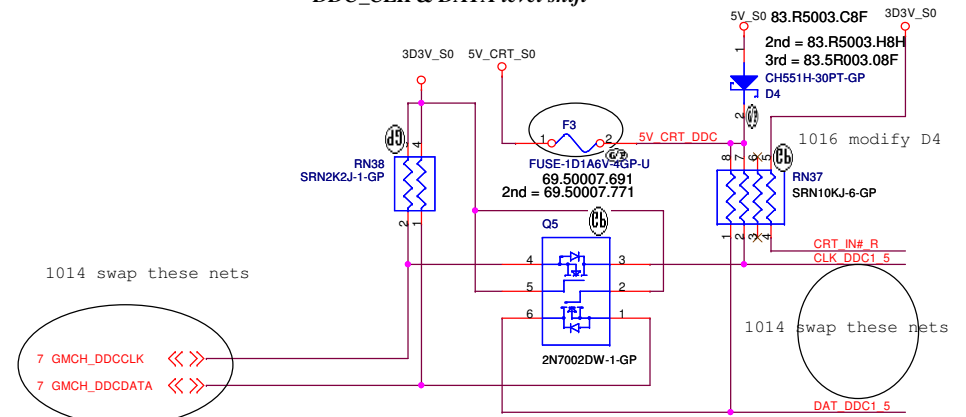 DDC_CLK & DATA level shift
5V_S0 83.R5003.C8F 3D3V_S0
2nd = 83.R5003.H8H
3rd = 83.5R003.08F
3D3V_S0 5V_CRT_S0
1
CH551H-30PT-GP
D4
2
F3
1 2 5V_CRT_DDC
1016 modify D4
3 4
RN38
SRN2K2J-1-GP
FUSE-1D1A6V-4GP-U
69.50007.691
2nd = 69.50007.771
8 7 6 5
RN37
SRN10KJ-6-GP
2 1
Q5
1 2 3 4
CRT_IN#_R
CLK_DDC1_5
4 3
5 2
6 1
1014 swap these nets
1014 swap these nets
2N7002DW-1-GP
7 GMCH_DDCCLK
7 GMCH_DDCDATA
DAT_DDC1_5